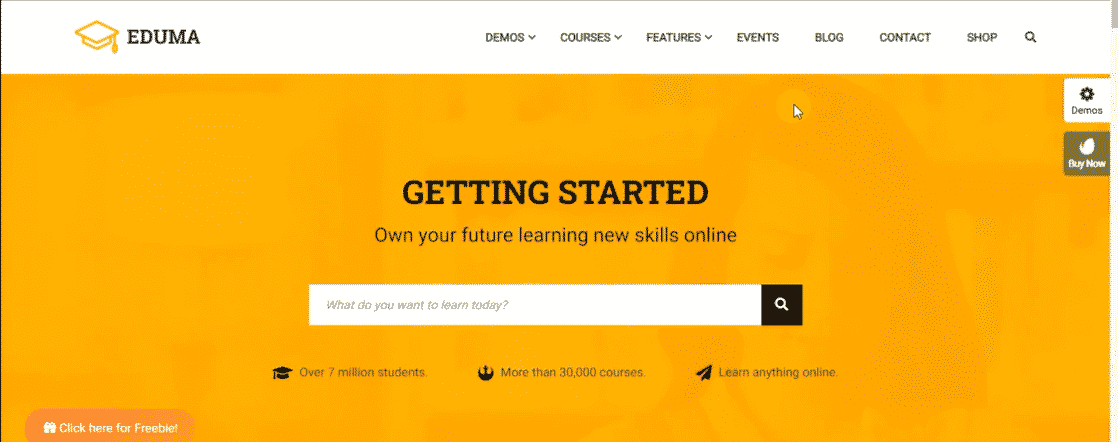 EDUMA
DEMOS COURSES FEATURES EVENTS BLOG CONTACT SHOP
Demos
Buy Now
GETTING STARTED
Own your future learning new skills online
What do you want to learn today?
Over 7 million students. More than 30,000 courses. Learn anything online.
Click here for Freebie!